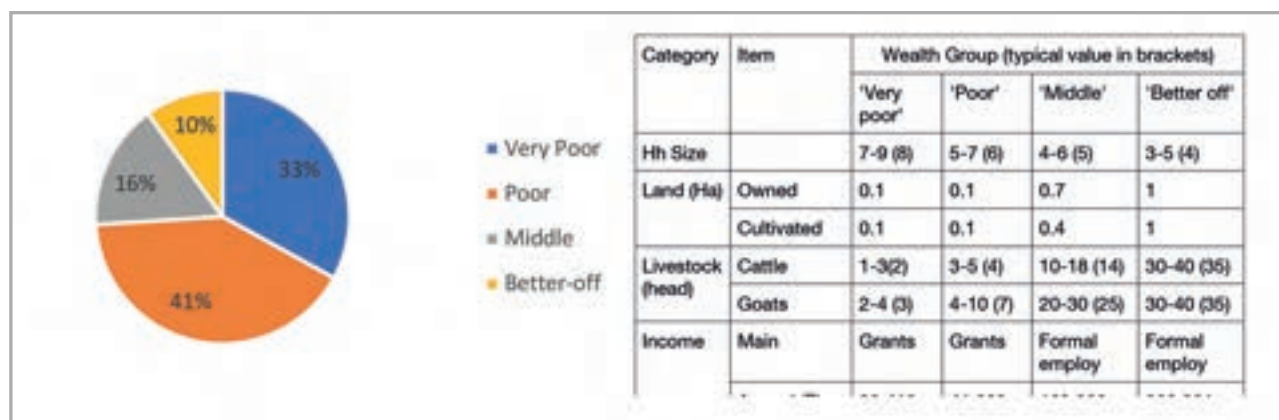 10%
33%
16%
41%
Very Poor
Poor
Middle
Better-off
Category Item Wealth Group (typical value in brackets)
'Very poor' 'Poor' 'Middle' 'Better off'
Hh Size 7-9 (8) 5-7 (6) 4-6 (5) 3-5 (4)
Land (Ha) Owned 0.1 0.1 0.7 1
Cultivated 0.1 0.1 0.4 1
Livestock (head) Cattle 1-3(2) 3-5 (4) 10-18 (14) 30-40 (35)
Goats 2-4 (3) 4-10 (7) 20-30 (25) 30-40 (35)
Income Main Grants Grants Formal employ Formal employ